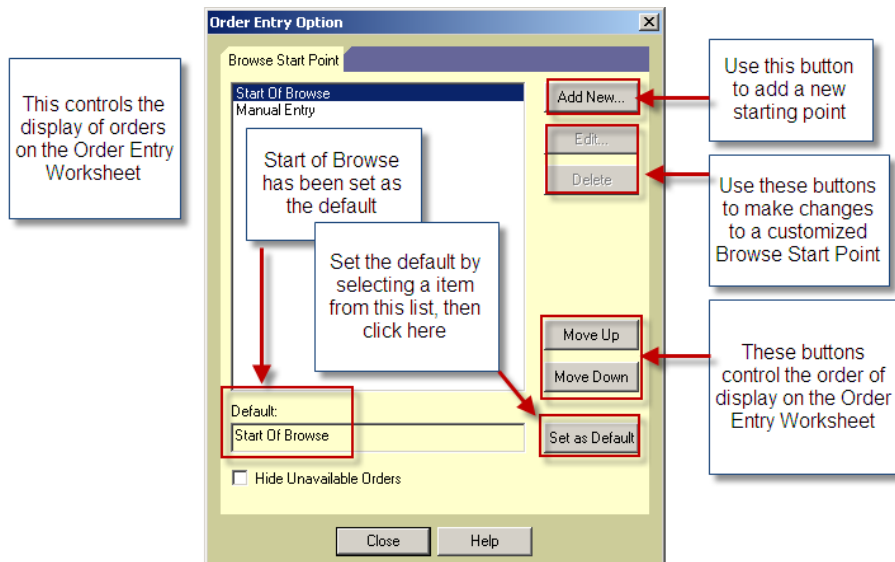 Order Entry Option
Browse Start Point
Start Of Browse
Manual Entry
Add New...
Edit...
Delete
Move Up
Move Down
Default:
Start Of Browse
Set as Default
Hide Unavailable Orders
Close
Help
This controls the
display of orders
on the Order Entry
Worksheet
Start of Browse
has been set as
the default
Set the default by
selecting a item
from this list, then
click here
Use this button
to add a new
starting point
Use these buttons
to make changes
to a customized
Browse Start Point
These buttons
control the order of
display on the Order
Entry Worksheet